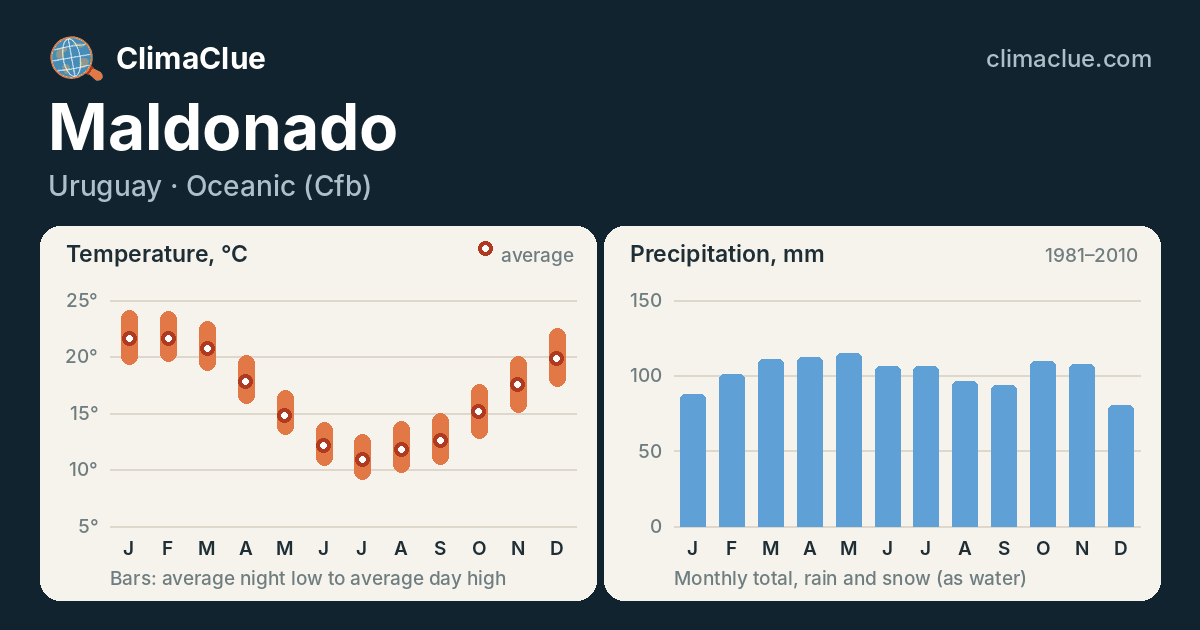 ClimaClue
climaclue.com
Maldonado
Uruguay · Oceanic (Cfb)
Temperature, °C
average
25°
20°
15°
10°
5°
J F M A M J J A S O N D
Bars: average night low to average day high
Precipitation, mm
1981–2010
150
100
50
0
J F M A M J J A S O N D
Monthly total, rain and snow (as water)